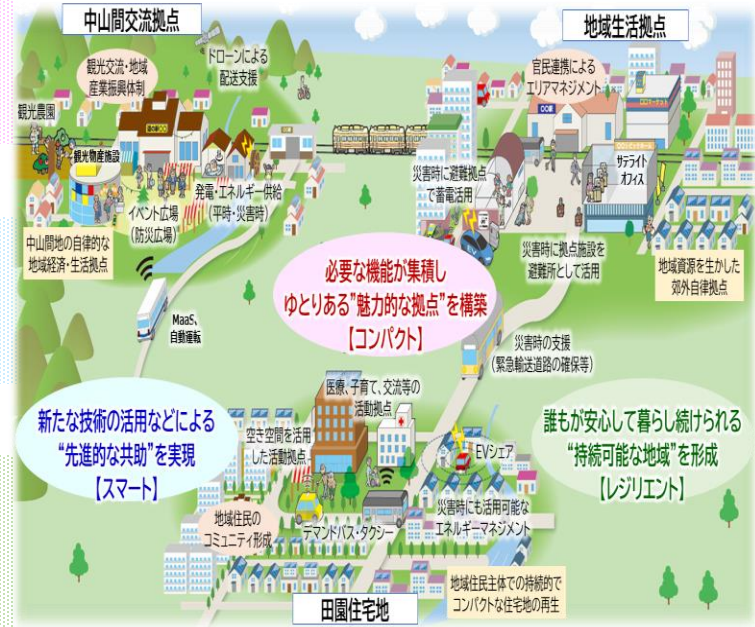 中山間交流拠点
地域生活拠点
観光交流・地域
産業振興体制
ドローンによる
配送支援
官民連携による
エリアマネジメント
観光農園
観光物産施設
発電・エネルギー供給
(平時・災害時)
イベント広場
(防災広場)
中山間地の自律的な
地域経済・生活拠点
災害時に避難拠点
で蓄電活用
サテライト
オフィス
災害時に拠点施設を
避難所として活用
地域資源を生かした
郊外自律拠点
必要な機能が集積し
ゆとりある”魅力的な拠点”を構築
【コンパクト】
MaaS、
自動運転
災害時の支援
(緊急輸送道路の確保等)
新たな技術の活用などによる
“先進的な共助”を実現
【スマート】
医療、子育て、交流等の
活動拠点
空き空間を活用
した活動拠点
EVシェア
誰もが安心して暮らし続けられる
“持続可能な地域”を形成
【レジリエント】
地域住民の
コミュニティ形成
デマンドバス・タクシー
災害時にも活用可能な
エネルギーマネジメント
地域住民主体での持続的で
コンパクトな住宅地の再生
田園住宅地